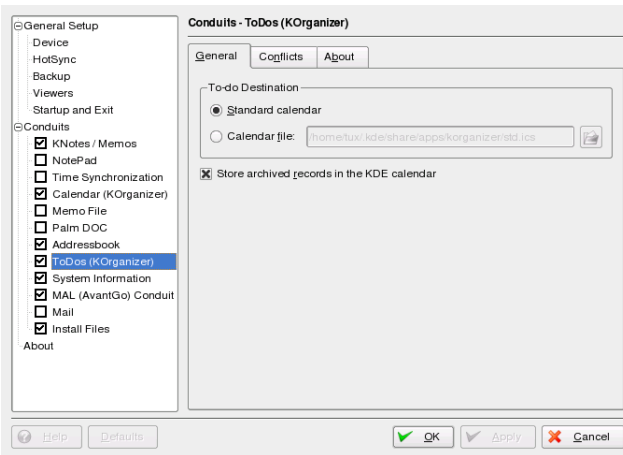 General Setup
Device
HotSync
Backup
Viewers
Startup and Exit
Conduits
KNotes / Memos
NotePad
Time Synchronization
Calendar (KOrganizer)
Memo File
Palm DOC
Addressbook
ToDos (KOrganizer)
System Information
MAL (AvantGo) Conduit
Mail
Install Files
About
Conduits - ToDos (KOrganizer)
General Conflicts About
To-do Destination
Standard calendar
Calendar file: /home/tux/.kde/share/apps/korganizer/std.ics
Store archived records in the KDE calendar
Help Defaults OK Apply Cancel